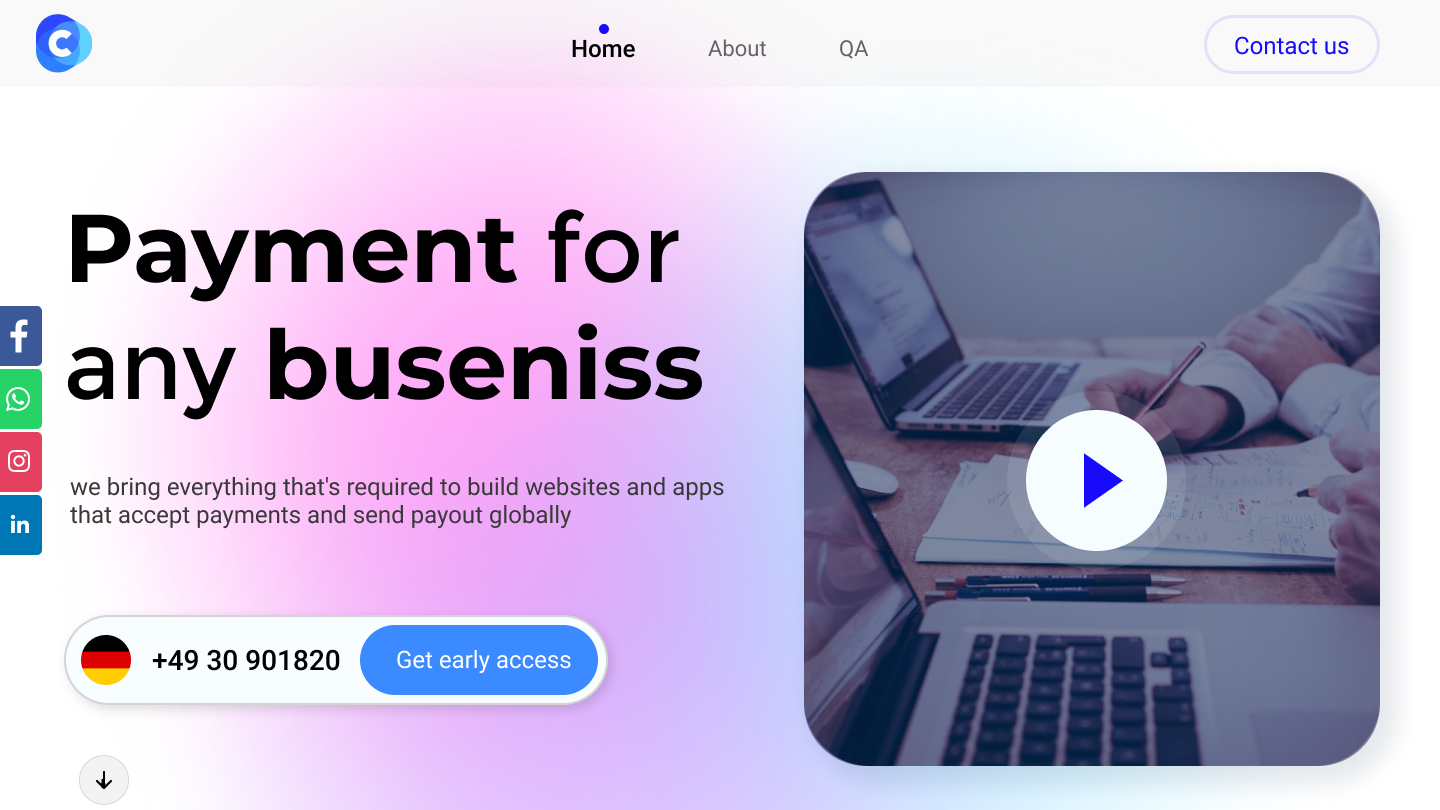 C
Home
About
QA
Contact us
Payment for
any buseniss
we bring everything that's required to build websites and apps
that accept payments and send payout globally
in
+49 30 901820
Get early access